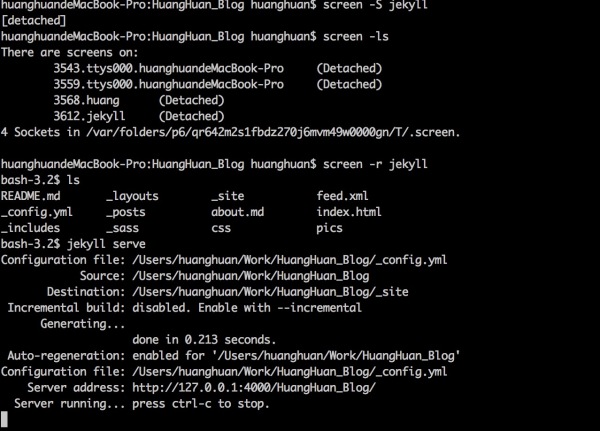 huanghuandeMacBook-Pro:HuangHuan_Blog huanghuan$ screen -S jekyll
[detached]
huanghuandeMacBook-Pro:HuangHuan_Blog huanghuan$ screen -ls
There are screens on:
3543.ttys000.huanghuandeMacBook-Pro (Detached)
3559.ttys000.huanghuandeMacBook-Pro (Detached)
3568.huang (Detached)
3612.jekyll (Detached)
4 Sockets in /var/folders/p6/qr642m2s1fbdz270j6mvm49w0000gn/T/.screen.
huanghuandeMacBook-Pro:HuangHuan_Blog huanghuan$ screen -r jekyll
bash-3.2$ ls
README.md _layouts _site feed.xml
_config.yml _posts about.md index.html
_includes _sass css pics
bash-3.2$ jekyll serve
Configuration file: /Users/huanghuan/Work/HuangHuan_Blog/_config.yml
Source: /Users/huanghuan/Work/HuangHuan_Blog
Destination: /Users/huanghuan/Work/HuangHuan_Blog/_site
Incremental build: disabled. Enable with --incremental
Generating...
done in 0.213 seconds.
Auto-regeneration: enabled for '/Users/huanghuan/Work/HuangHuan_Blog'
Configuration file: /Users/huanghuan/Work/HuangHuan_Blog/_config.yml
Server address: http://127.0.0.1:4000/HuangHuan_Blog/
Server running... press ctrl-c to stop.